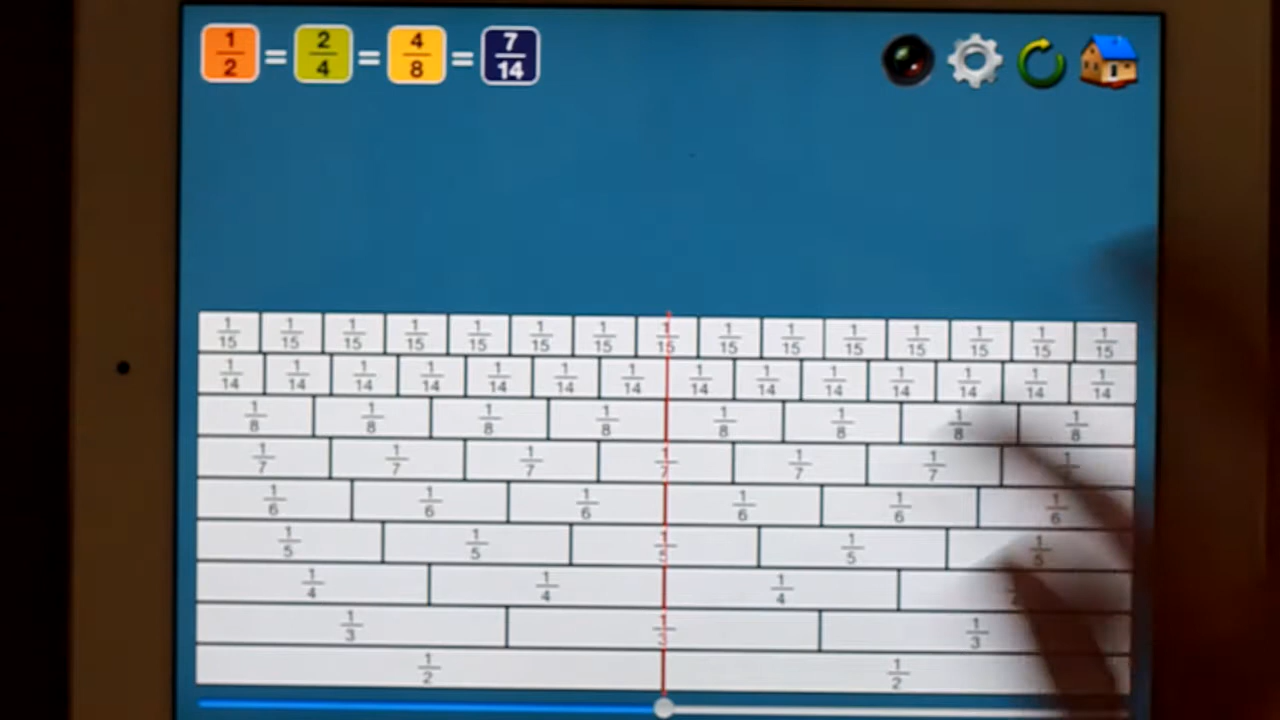 1/2 = 2/4 = 4/8 = 7/14
1/15 1/15 1/15 1/15 1/15 1/15 1/15 1/15 1/15 1/15 1/15 1/15 1/15 1/15 1/15
1/14 1/14 1/14 1/14 1/14 1/14 1/14 1/14 1/14 1/14 1/14 1/14 1/14 1/14
1/8 1/8 1/8 1/8 1/8 1/8 1/8 1/8
1/7 1/7 1/7 1/7 1/7 1/7
1/6 1/6 1/6 1/6 1/6 1/6
1/5 1/5 1/5 1/5 1/5
1/4 1/4 1/4
1/3 1/3 1/3
1/2 1/2